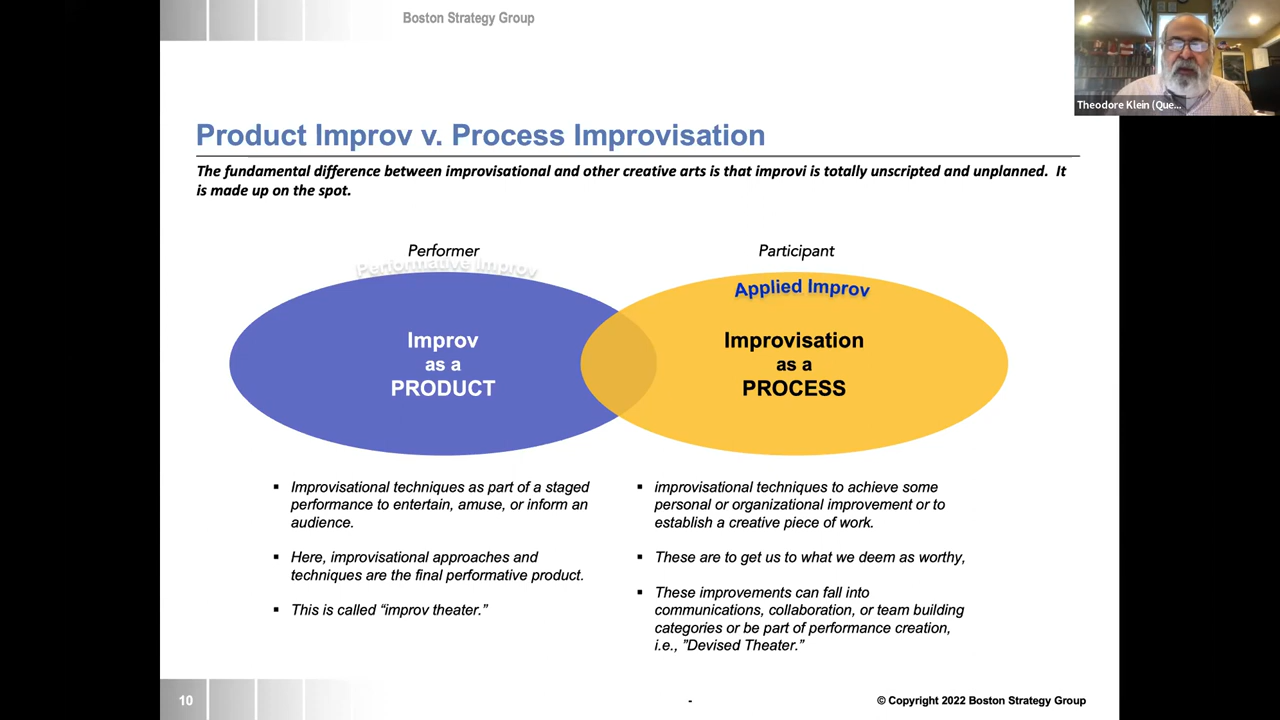 Boston Strategy Group
Theodore Klein (Que...
Product Improv v. Process Improvisation
The fundamental difference between improvisational and other creative arts is that improvi is totally unscripted and unplanned. It
is made up on the spot.
Performer
Performative Improv
Improv
as a
PRODUCT
Participant
Applied Improv
Improvisation
as a
PROCESS
▪ Improvisational techniques as part of a staged
performance to entertain, amuse, or inform an
audience.
▪ Here, improvisational approaches and
techniques are the final performative product.
▪ This is called “improv theater.”
▪ improvisational techniques to achieve some
personal or organizational improvement or to
establish a creative piece of work.
▪ These are to get us to what we deem as worthy,
▪ These improvements can fall into
communications, collaboration, or team building
categories or be part of performance creation,
i.e., ”Devised Theater.”
10
-
© Copyright 2022 Boston Strategy Group